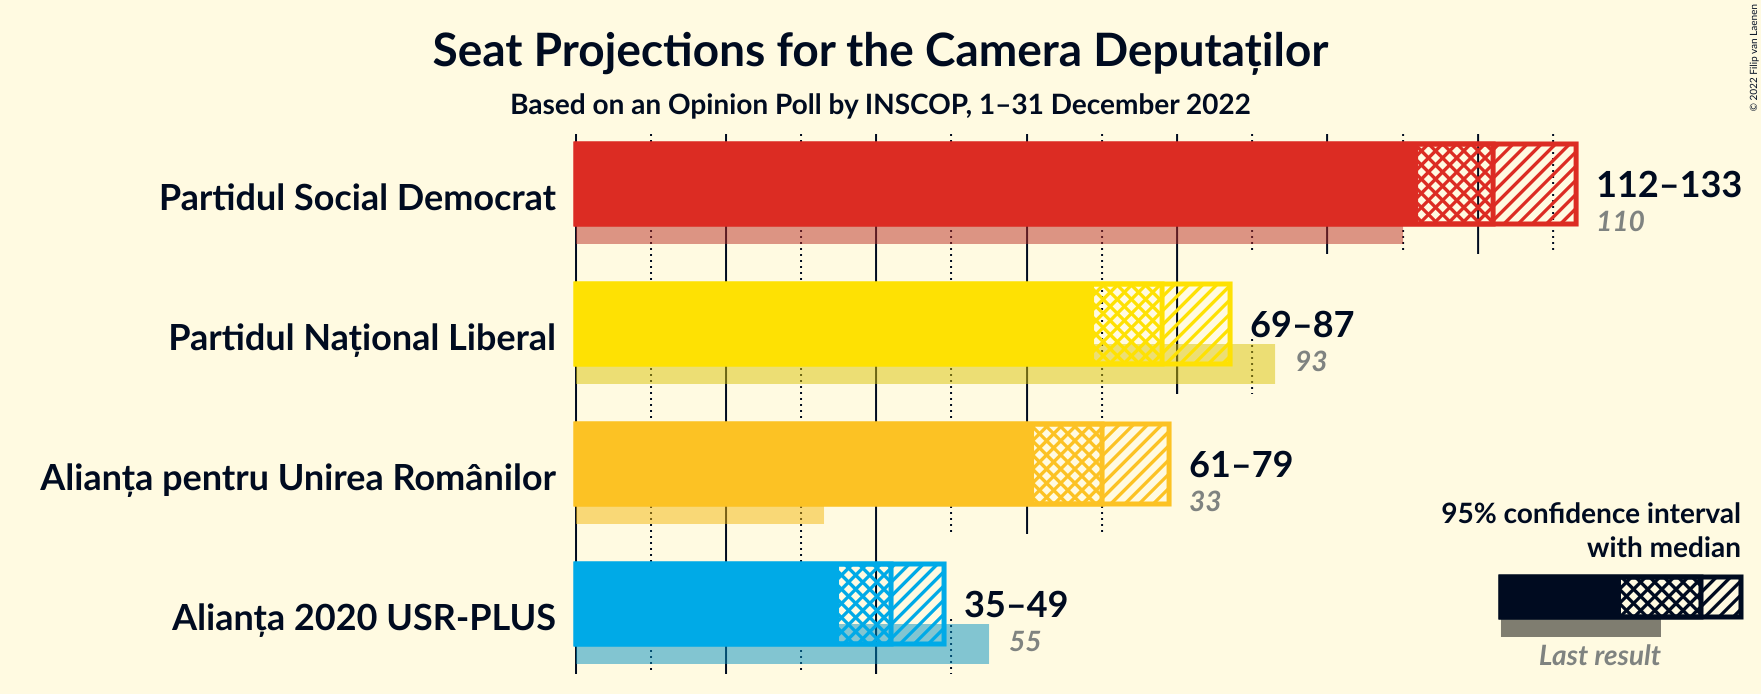 Seat Projections for the Camera Deputaților
Based on an Opinion Poll by INSCOP, 1–31 December 2022
© 2022 Filip van Laenen
Partidul Social Democrat
112–133
110
Partidul Național Liberal
69–87
93
Alianța pentru Unirea Românilor
61–79
33
Alianța 2020 USR-PLUS
35–49
55
95% confidence interval
with median
Last result